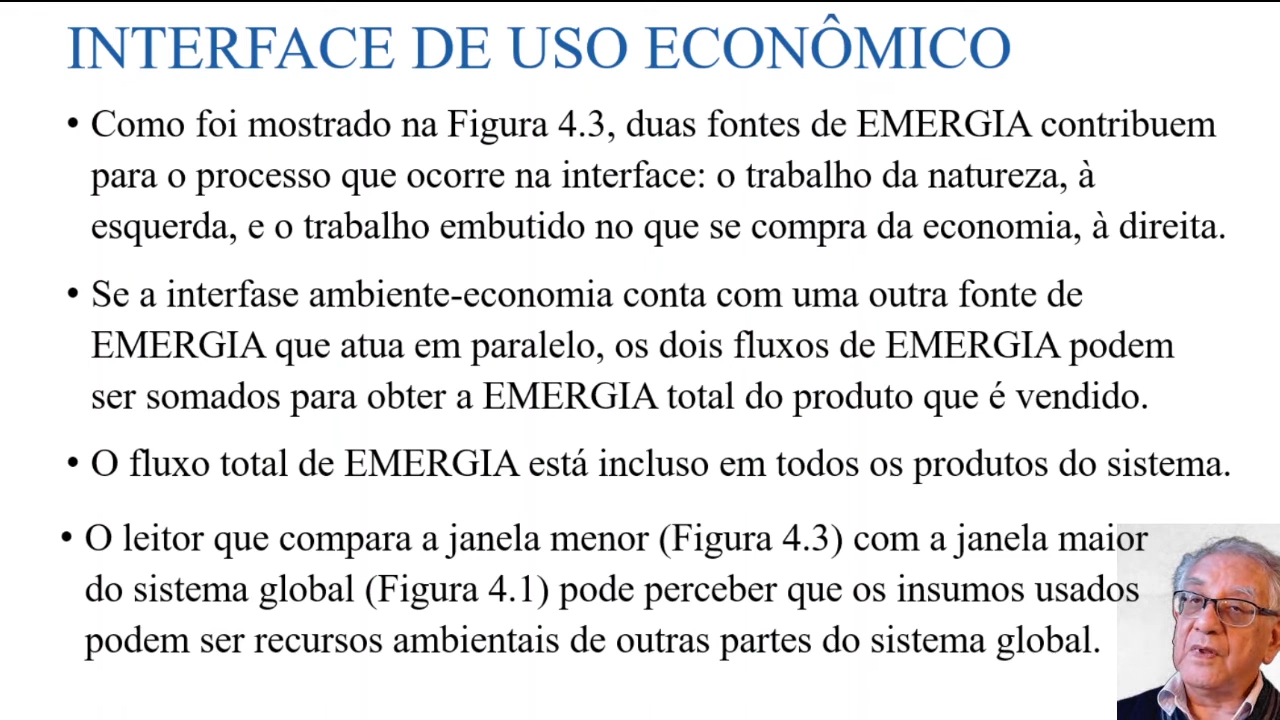 INTERFACE DE USO ECONÔMICO
• Como foi mostrado na Figura 4.3, duas fontes de EMERGIA contribuem
para o processo que ocorre na interface: o trabalho da natureza, à
esquerda, e o trabalho embutido no que se compra da economia, à direita.
• Se a interfase ambiente-economia conta com uma outra fonte de
EMERGIA que atua em paralelo, os dois fluxos de EMERGIA podem
ser somados para obter a EMERGIA total do produto que é vendido.
• O fluxo total de EMERGIA está incluso em todos os produtos do sistema.
• O leitor que compara a janela menor (Figura 4.3) com a janela maior
do sistema global (Figura 4.1) pode perceber que os insumos usados
podem ser recursos ambientais de outras partes do sistema global.